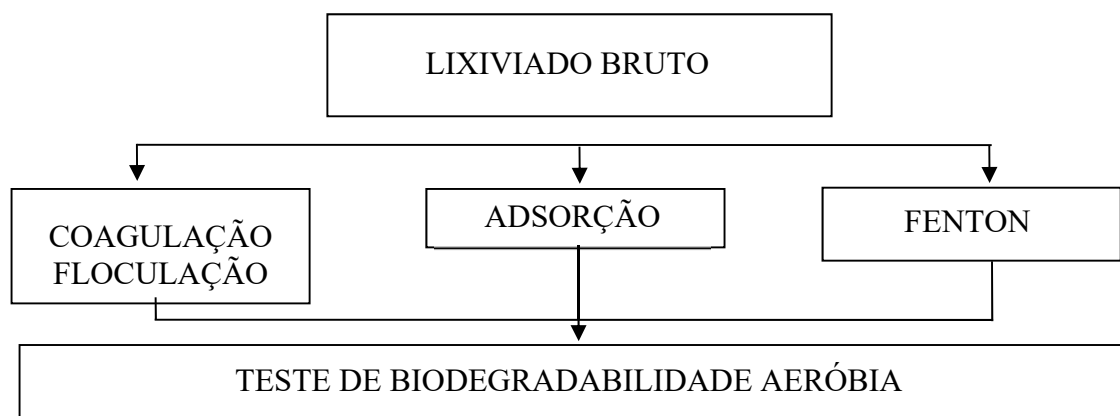 LIXIVIADO BRUTO
COAGULAÇÃO
FLOCULAÇÃO
ADSORÇÃO
FENTON
TESTE DE BIODEGRADABILIDADE AERÓBIA